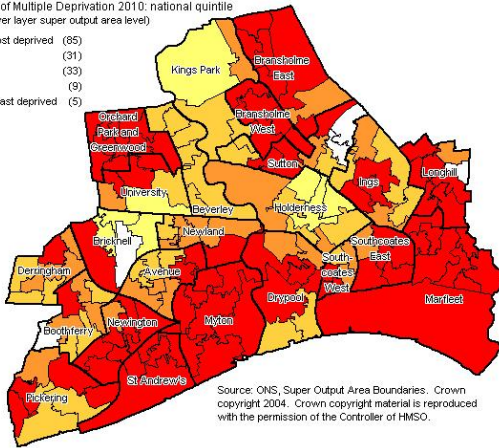 of Multiple Deprivation 2010: national quintile
er layer super output area level)
st deprived (85)
(31)
(33)
(9)
ast deprived (5)
Kings Park
Bransholme
East
Orchard
Park and
Greenwood
Bransholme
West
Sutton
Longhill
Ings
University
Beverley
Holderness
Newland
Bricknell
Southcoates
East
Derringham
Avenue
South-
coates
West
Drypool
Marfleet
Boothferry
Newington
Myton
St Andrew's
Pickering
Source: ONS, Super Output Area Boundaries. Crown
copyright 2004. Crown copyright material is reproduced
with the permission of the Controller of HMSO.